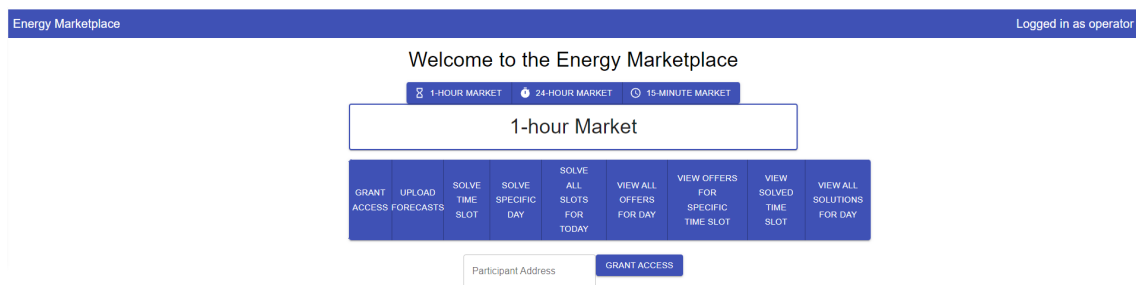 Energy Marketplace
Logged in as operator
Welcome to the Energy Marketplace
1-HOUR MARKET
24-HOUR MARKET
15-MINUTE MARKET
1-hour Market
GRANT
ACCESS
UPLOAD
FORECASTS
SOLVE
TIME
SLOT
SOLVE
SPECIFIC
DAY
SOLVE
ALL
SLOTS
FOR
TODAY
VIEW ALL
OFFERS
FOR DAY
VIEW OFFERS
FOR
SPECIFIC
TIME SLOT
VIEW
SOLVED
TIME
SLOT
VIEW ALL
SOLUTIONS
FOR DAY
Participant Address
GRANT ACCESS